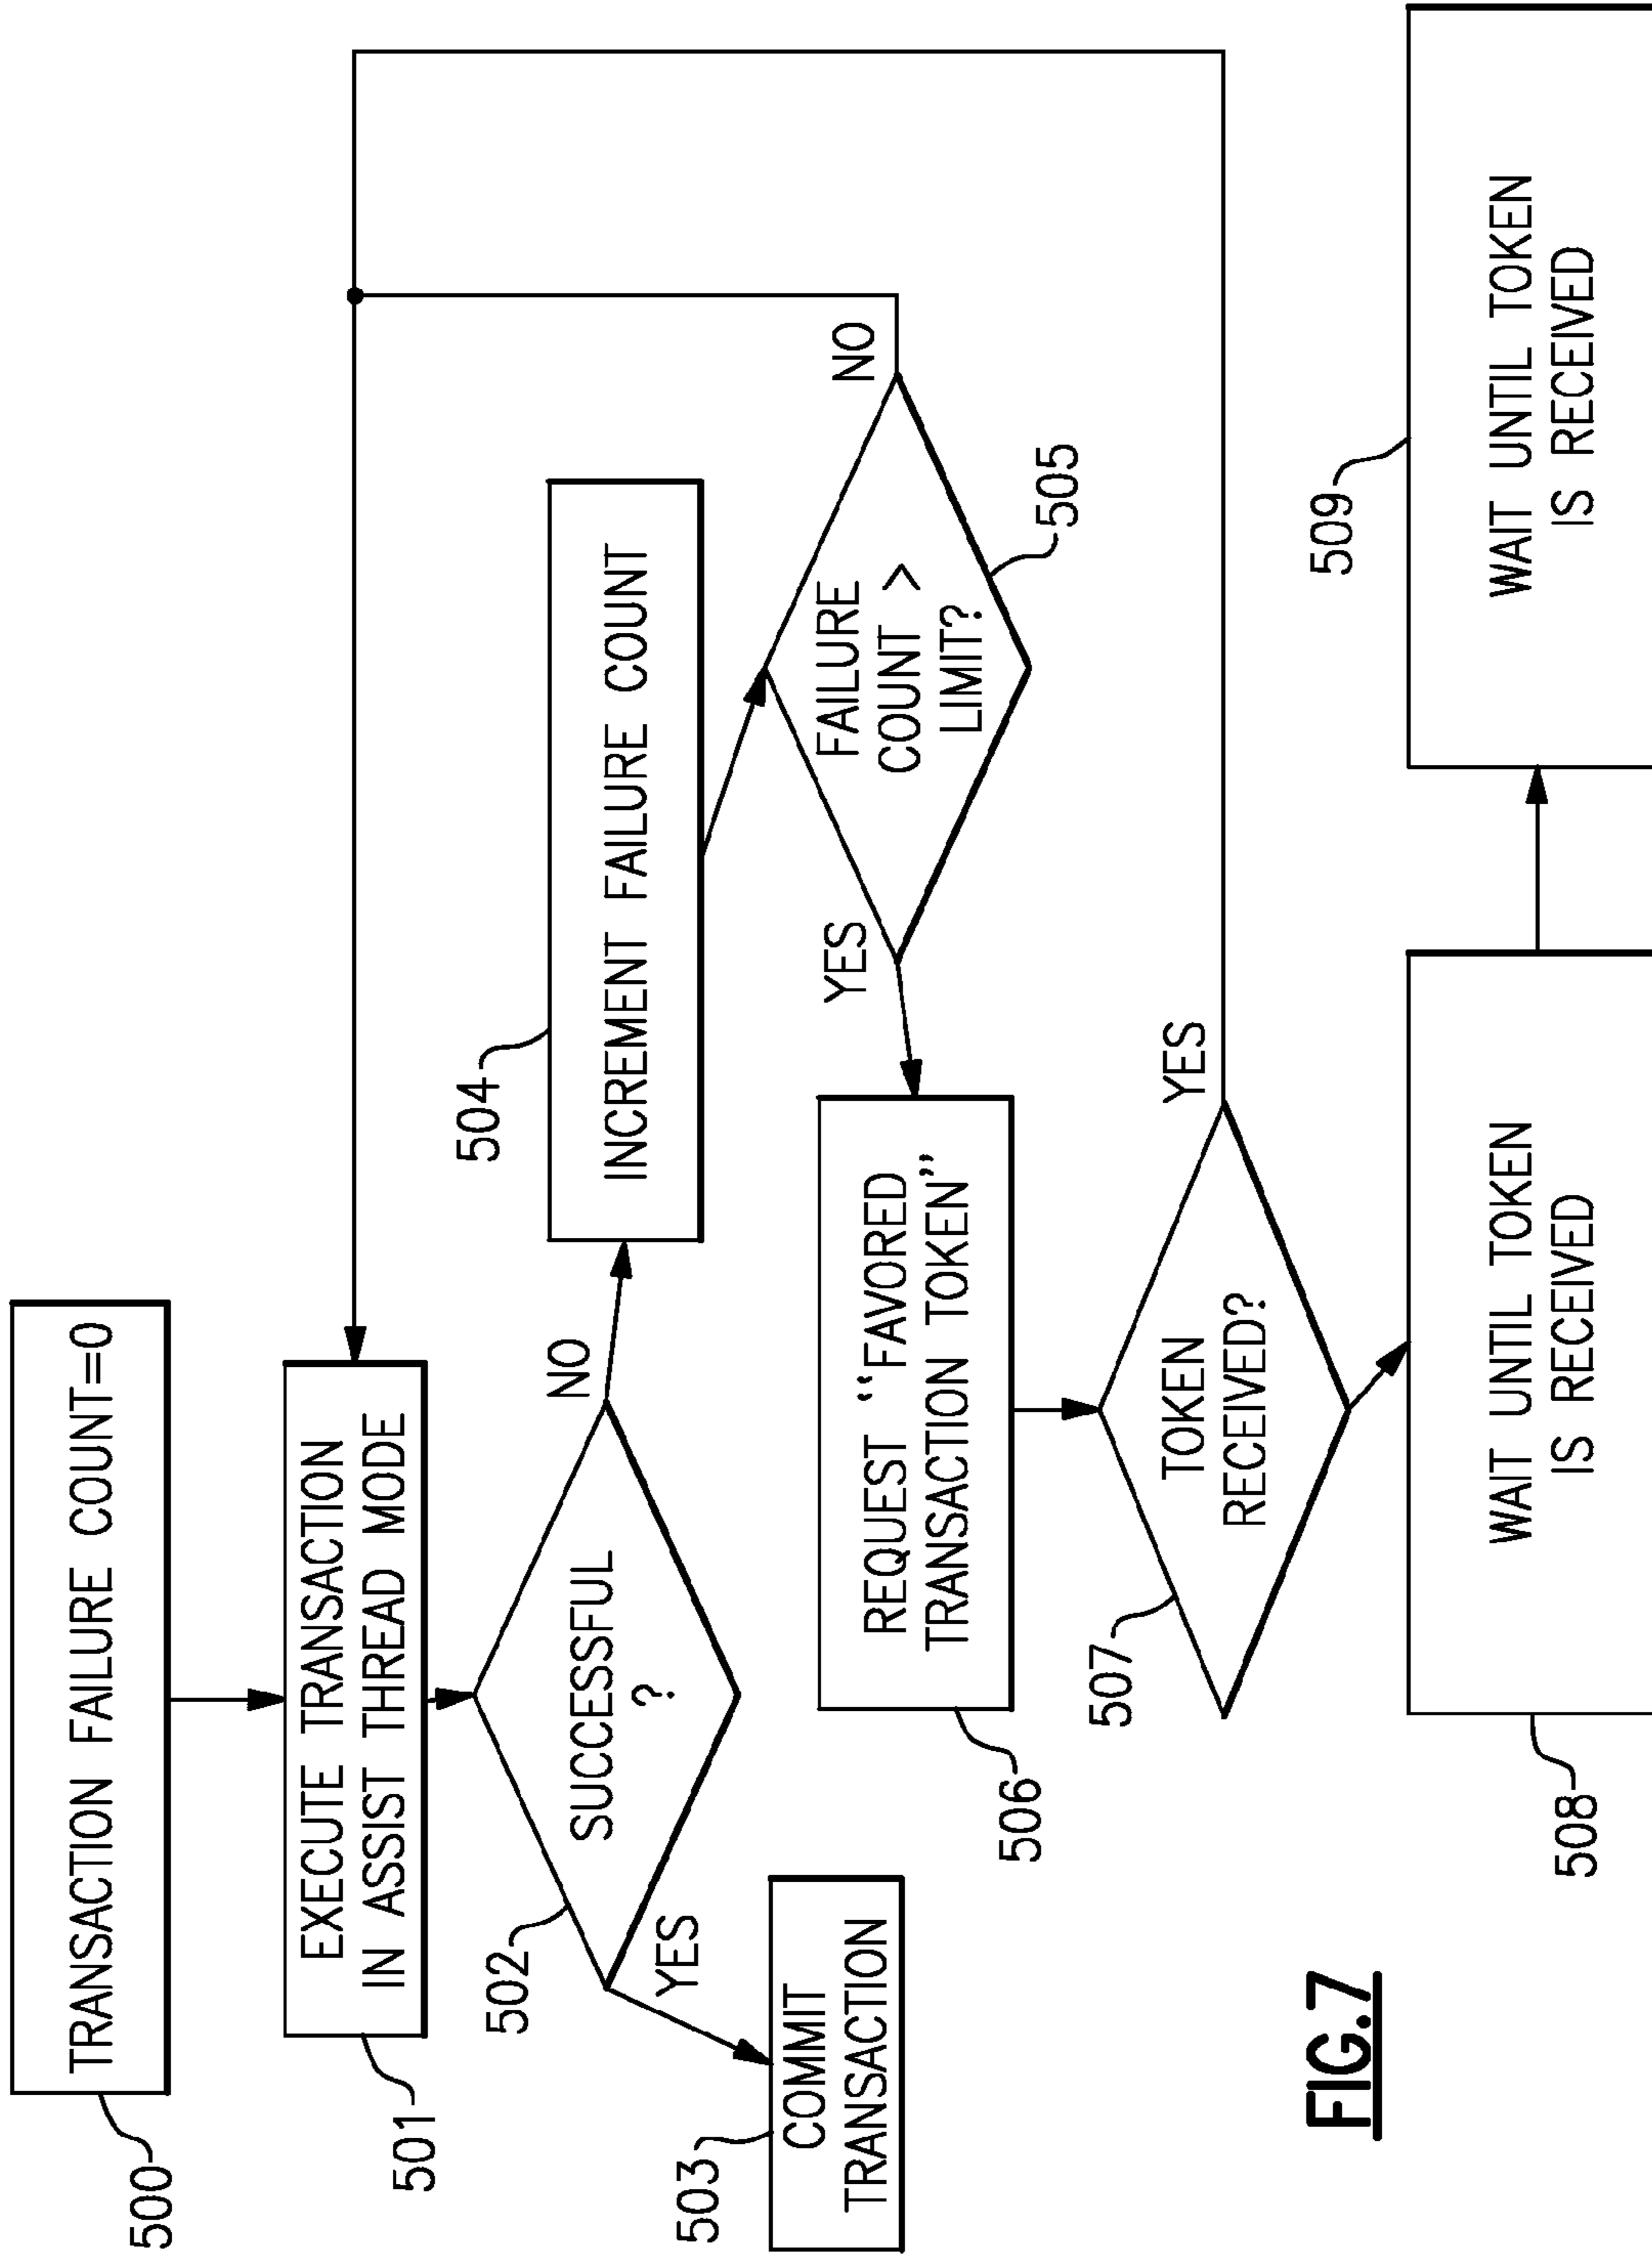 500
TRANSACTION FAILURE COUNT=0
501
EXECUTE TRANSACTION
IN ASSIST THREAD MODE
502
SUCCESSFUL
?
YES
NO
503
COMMIT
TRANSACTION
504
INCREMENT FAILURE COUNT
FAILURE
COUNT >
LIMIT?
505
YES
NO
506
REQUEST “FAVORED
TRANSACTION TOKEN”
507
TOKEN
RECEIVED?
YES
508
WAIT UNTIL TOKEN
IS RECEIVED
509
WAIT UNTIL TOKEN
IS RECEIVED
FIG.7